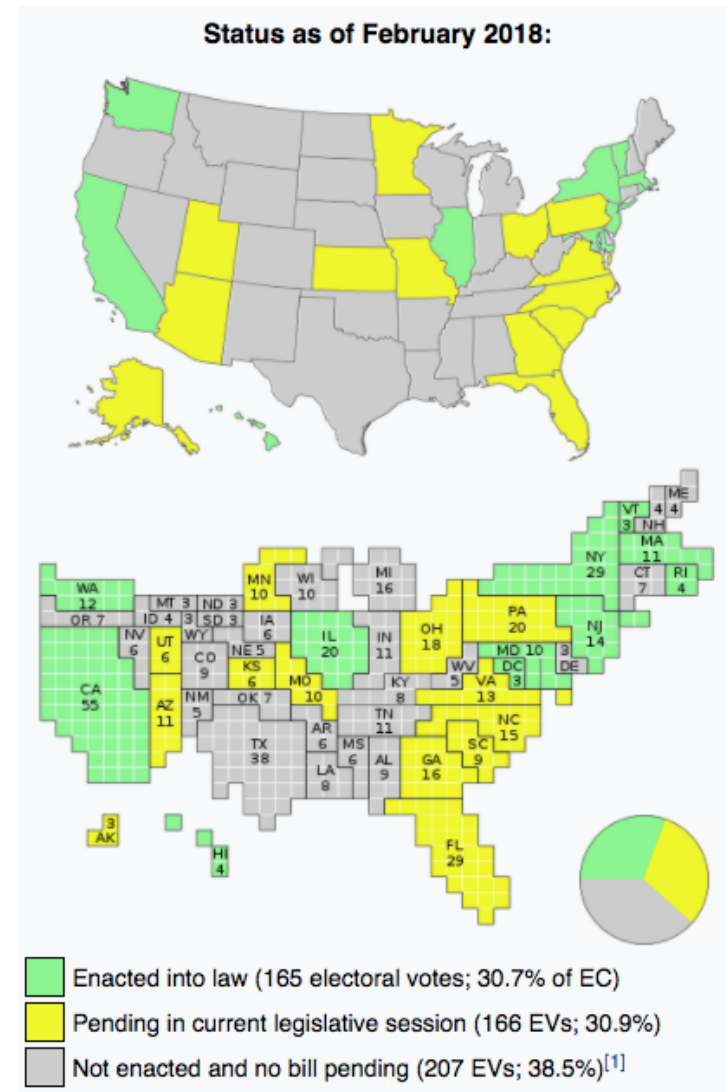 Status as of February 2018:
ME
4
4
VT
3
NH
MA
11
NY
29
CT
7
RI
4
WA
12
MT 3
ND 3
MN
10
WI
10
MI
16
OR 7
ID 4
3
SD 3
IA
6
PA
20
NJ
14
NV
6
UT
6
WY
NE 5
IL
20
IN
11
OH
18
MD 10
3
CA
55
CO
9
KS
6
MO
10
WV
5
VA
13
DC
3
DE
AZ
11
NM
5
OK 7
KY
8
TN
11
NC
15
TX
38
AR
6
MS
6
AL
9
GA
16
SC
9
LA
8
3
AK
HI
4
FL
29
Enacted into law (165 electoral votes; 30.7% of EC)
Pending in current legislative session (166 EVs; 30.9%)
Not enacted and no bill pending (207 EVs; 38.5%)[1]